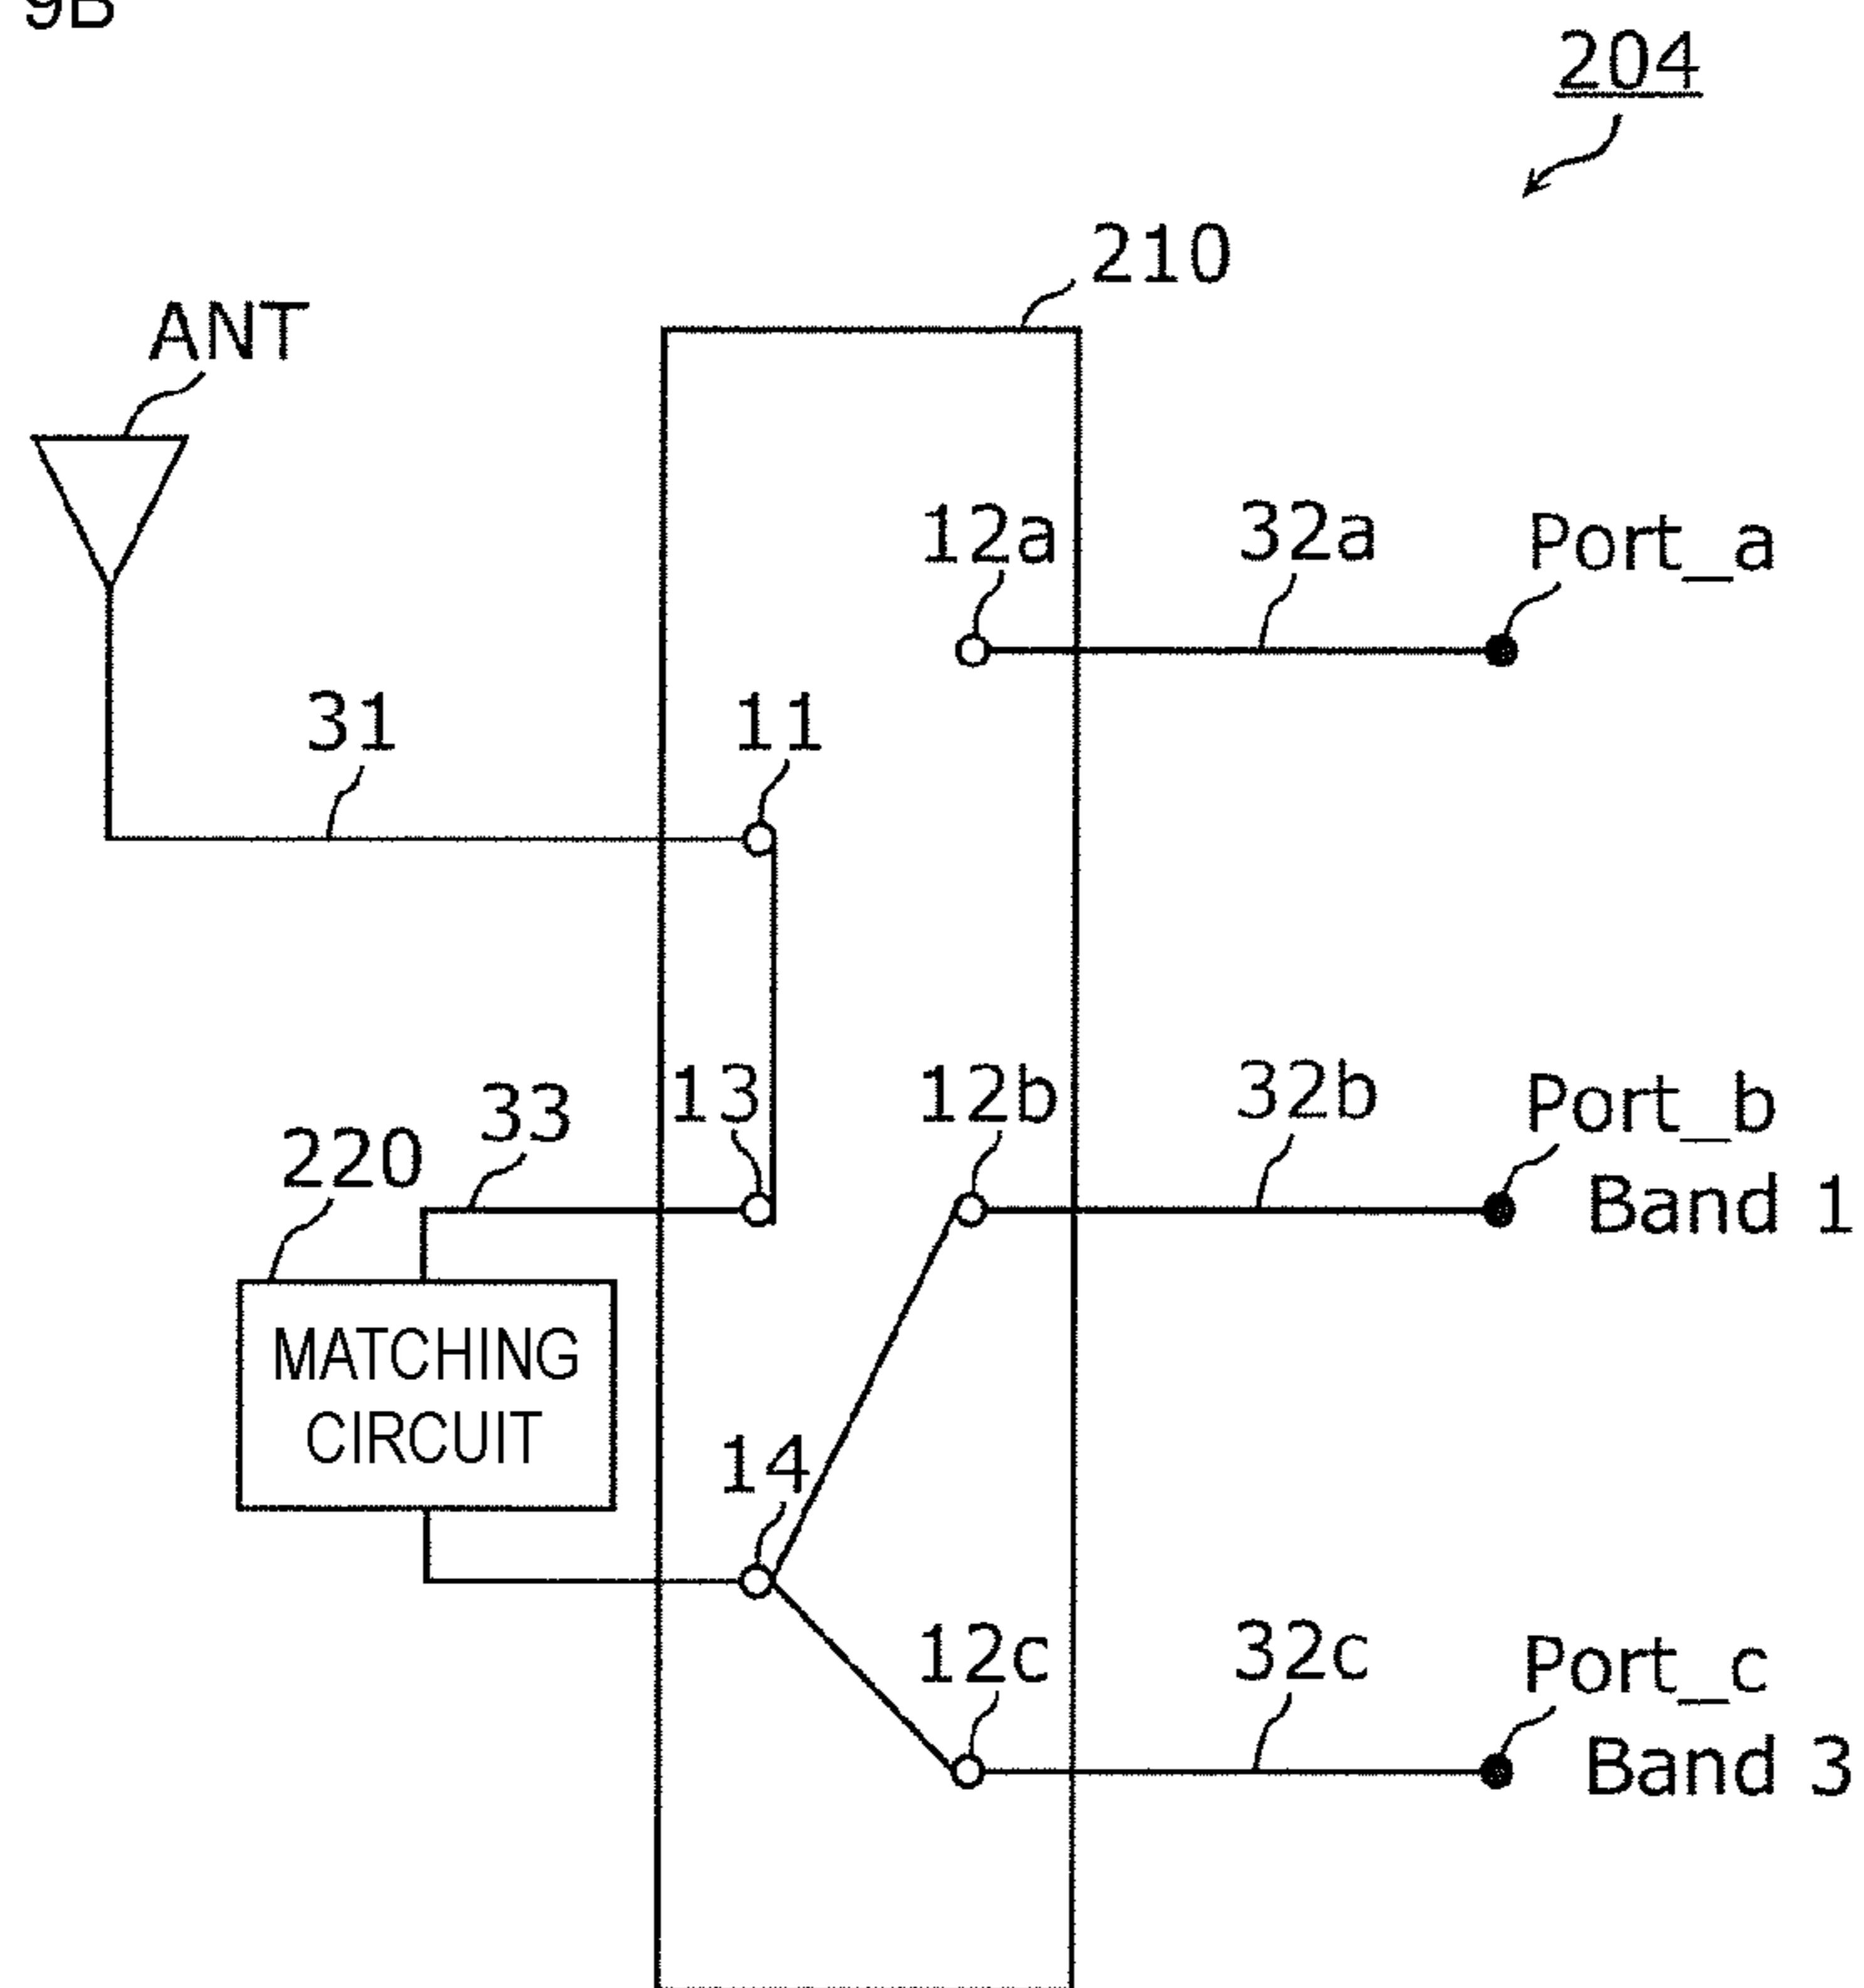 9B
204
210
ANT
12a
32a
Port_a
31
11
13
12b
32b
Port_b
33
220
Band 1
MATCHING
CIRCUIT
14
12c
32c
Port_c
Band 3